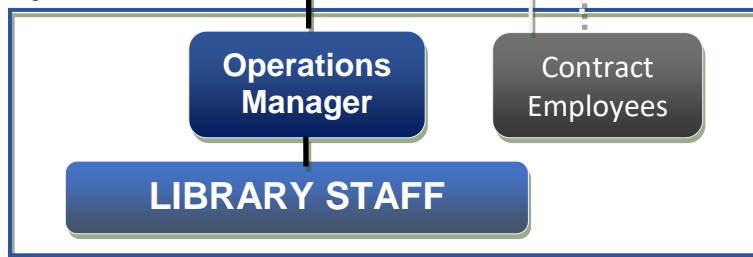 Operations
Manager
Contract
Employees
LIBRARY STAFF